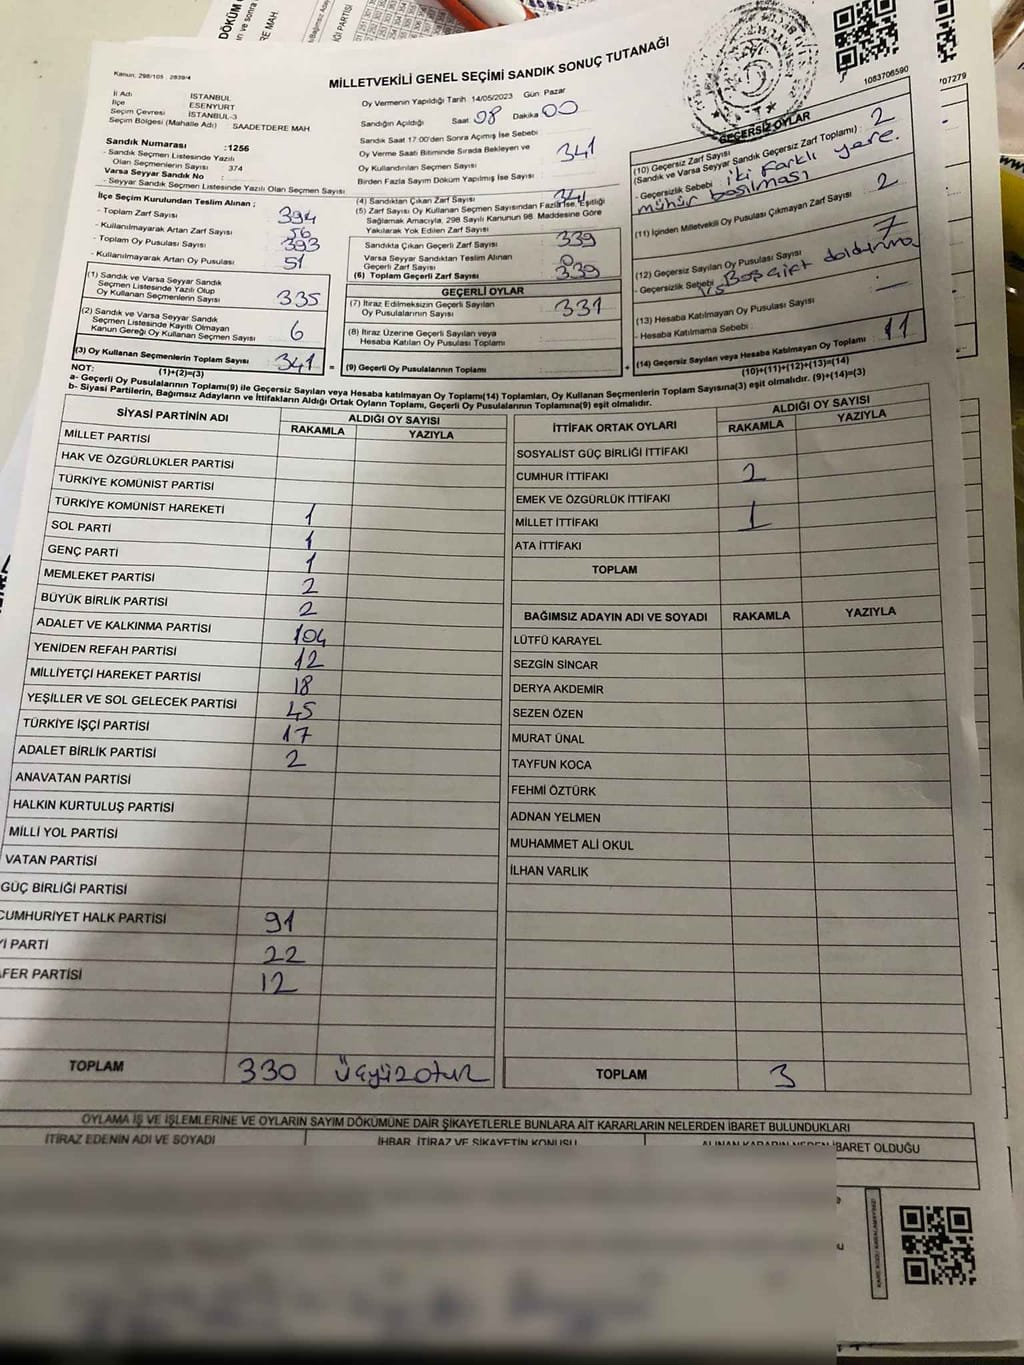 DÖKÜM
Kanun, 298/105 : 2839/4
MİLLETVEKİLİ GENEL SEÇİMİ SANDIK SONUÇ TUTANAĞI
1083706590
07279
İl Adı İSTANBUL
İlçe ESENYURT
Seçim Çevresi İSTANBUL-3
Seçim Bölgesi (Mahalle Adı) SAADETDERE MAH
Sandık Numarası :1256
- Sandık Seçmen Listesinde Yazılı
Olan Seçmenlerin Sayısı 374
Varsa Seyyar Sandık No :
- Seyyar Sandık Seçmen Listesinde Yazılı Olan Seçmen Sayısı
İlçe Seçim Kurulundan Teslim Alınan ;
- Toplam Zarf Sayısı : 394
- Kullanılmayarak Artan Zarf Sayısı : 56
- Toplam Oy Pusulası Sayısı : 393
- Kullanılmayarak Artan Oy Pusulası : 51
(1) Sandık ve Varsa Seyyar Sandık
Seçmen Listesinde Yazılı Olup
Oy Kullanan Seçmenlerin Sayısı : 335
(2) Sandık ve Varsa Seyyar Sandık
Seçmen Listesinde Kayıtlı Olmayan
Kanun Gereği Oy Kullanan Seçmen Sayısı : 6
(3) Oy Kullanan Seçmenlerin Toplam Sayısı : 341
(1)+(2)=(3)
Oy Vermenin Yapıldığı Tarih 14/05/2023 Gün Pazar
Sandığın Açıldığı Saat 08 Dakika 00
Sandık Saat 17:00'den Sonra Açılmış İse Sebebi
Oy Verme Saati Bitiminde Sırada Bekleyen ve
Oy Kullandırılan Seçmen Sayısı : 341
Birden Fazla Sayım Döküm Yapılmış İse Sayısı :
(4) Sandıktan Çıkan Zarf Sayısı : 341
(5) Zarf Sayısı Oy Kullanan Seçmen Sayısından Fazla İse, Eşitliği
Sağlamak Amacıyla, 298 Sayılı Kanunun 98. Maddesine Göre
Yakılarak Yok Edilen Zarf Sayısı :
Sandıkta Çıkan Geçerli Zarf Sayısı : 339
Varsa Seyyar Sandıktan Teslim Alınan
Geçerli Zarf Sayısı : 0
(6) Toplam Geçerli Zarf Sayısı : 339
GEÇERLİ OYLAR
(7) İtiraz Edilmeksizin Geçerli Sayılan
Oy Pusulalarının Sayısı : 331
(8) İtiraz Üzerine Geçerli Sayılan veya
Hesaba Katılan Oy Pusulası Toplamı :
= (9) Geçerli Oy Pusulalarının Toplamı :
GEÇERSİZ OYLAR
(10) Geçersiz Zarf Sayısı
(Sandık ve Varsa Seyyar Sandık Geçersiz Zarf Toplamı) : 2
- Geçersizlik Sebebi : iki farklı yere.
mühür basılması
(11) İçinden Milletvekili Oy Pusulası Çıkmayan Zarf Sayısı 2
(12) Geçersiz Sayılan Oy Pusulası Sayısı 7
- Geçersizlik Sebebi : Boş çift doldurma
(13) Hesaba Katılmayan Oy Pusulası Sayısı : —
- Hesaba Katılmama Sebebi :
+ (14) Geçersiz Sayılan veya Hesaba Katılmayan Oy Toplamı : 11
(10)+(11)+(12)+(13)=(14)
NOT:
a- Geçerli Oy Pusulalarının Toplamı(9) ile Geçersiz Sayılan veya Hesaba katılmayan Oy Toplamı(14) Toplamları, Oy Kullanan Seçmenlerin Toplam Sayısına(3) eşit olmalıdır. (9)+(14)=(3)
b- Siyasi Partilerin, Bağımsız Adayların ve İttifakların Aldığı Ortak Oyların Toplamı, Geçerli Oy Pusulalarının Toplamına(9) eşit olmalıdır.
SİYASİ PARTİNİN ADI ALDIĞI OY SAYISI
RAKAMLA YAZIYLA
MİLLET PARTİSİ
HAK VE ÖZGÜRLÜKLER PARTİSİ
TÜRKİYE KOMÜNİST PARTİSİ
TÜRKİYE KOMÜNİST HAREKETİ 1
SOL PARTİ 1
GENÇ PARTİ 1
MEMLEKET PARTİSİ 2
BÜYÜK BİRLİK PARTİSİ 2
ADALET VE KALKINMA PARTİSİ 104
YENİDEN REFAH PARTİSİ 12
MİLLİYETÇİ HAREKET PARTİSİ 18
YEŞİLLER VE SOL GELECEK PARTİSİ 45
TÜRKİYE İŞÇİ PARTİSİ 17
ADALET BİRLİK PARTİSİ 2
ANAVATAN PARTİSİ
HALKIN KURTULUŞ PARTİSİ
MİLLİ YOL PARTİSİ
VATAN PARTİSİ
GÜÇ BİRLİĞİ PARTİSİ
CUMHURİYET HALK PARTİSİ 91
Yİ PARTİ 22
AFER PARTİSİ 12
TOPLAM 330 üçyüzotuz
İTTİFAK ORTAK OYLARI ALDIĞI OY SAYISI
RAKAMLA YAZIYLA
SOSYALİST GÜÇ BİRLİĞİ İTTİFAKI
CUMHUR İTTİFAKI 2
EMEK VE ÖZGÜRLÜK İTTİFAKI
MİLLET İTTİFAKI 1
ATA İTTİFAKI
TOPLAM
BAĞIMSIZ ADAYIN ADI VE SOYADI RAKAMLA YAZIYLA
LÜTFÜ KARAYEL
SEZGİN SİNCAR
DERYA AKDEMİR
SEZEN ÖZEN
MURAT ÜNAL
TAYFUN KOCA
FEHMİ ÖZTÜRK
ADNAN YELMEN
MUHAMMET ALİ OKUL
İLHAN VARLIK
TOPLAM 3
OYLAMA İŞ VE İŞLEMLERİNE VE OYLARIN SAYIM DÖKÜMÜNE DAİR ŞİKAYETLERLE BUNLARA AİT KARARLARIN NELERDEN İBARET BULUNDUKLARI
İTİRAZ EDENİN ADI VE SOYADI İHBAR, İTİRAZ VE ŞİKAYETİN KONUSU ALINAN KARARIN NEDEN İBARET OLDUĞU